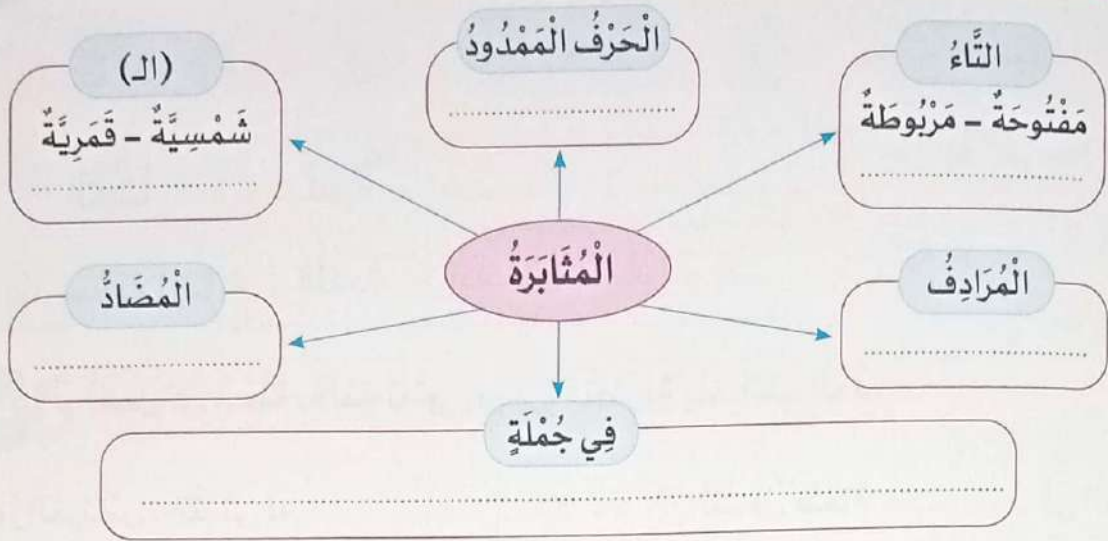 التَّاءُ
مَفْتُوحَةٌ - مَرْبُوطَةٌ
الْحَرْفُ الْمَمْدُودُ
(الـ)
شَمْسِيَّةٌ - قَمَرِيَّةٌ
الْمُثَابَرَةُ
الْمُرَادِفُ
الْمُضَادُّ
فِي جُمْلَةٍ